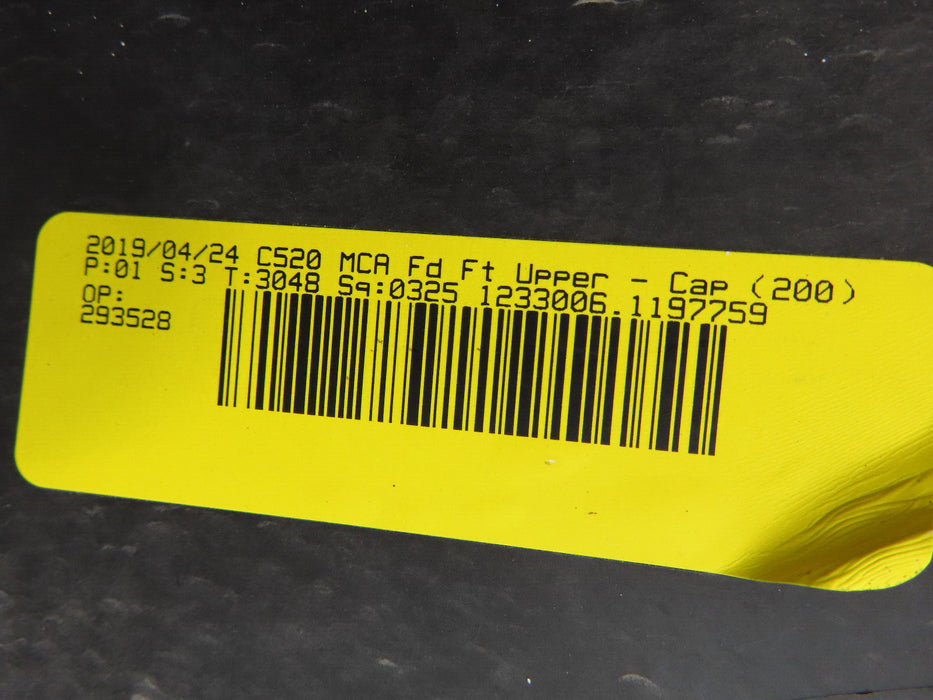 2019/04/24 C520 MCA Fd Ft Upper - Cap (200)
P:01 S:3 T:3048 Sq:0325 1233006.1197759
OP:
293528